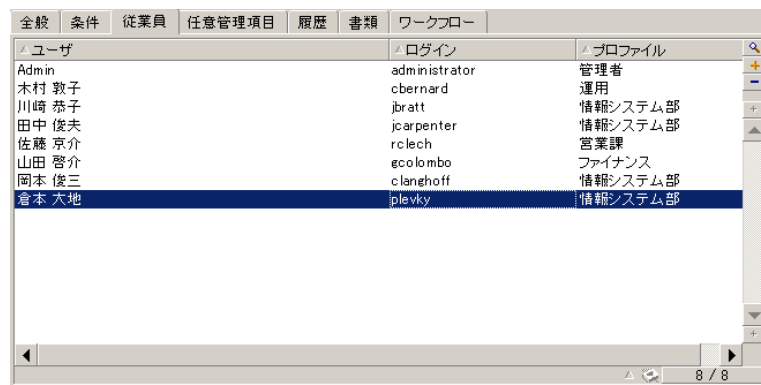 全般 条件 従業員 任意管理項目 履歴 書類 ワークフロー
ユーザ ログイン プロファイル
Admin administrator 管理者
木村 敦子 cbernard 運用
川崎 恭子 jbratt 情報システム部
田中 俊夫 jcarpenter 情報システム部
佐藤 京介 rclech 営業課
山田 啓介 gcolombo ファイナンス
岡本 俊三 clanghoff 情報システム部
倉本 大地 plevky 情報システム部
8 / 8